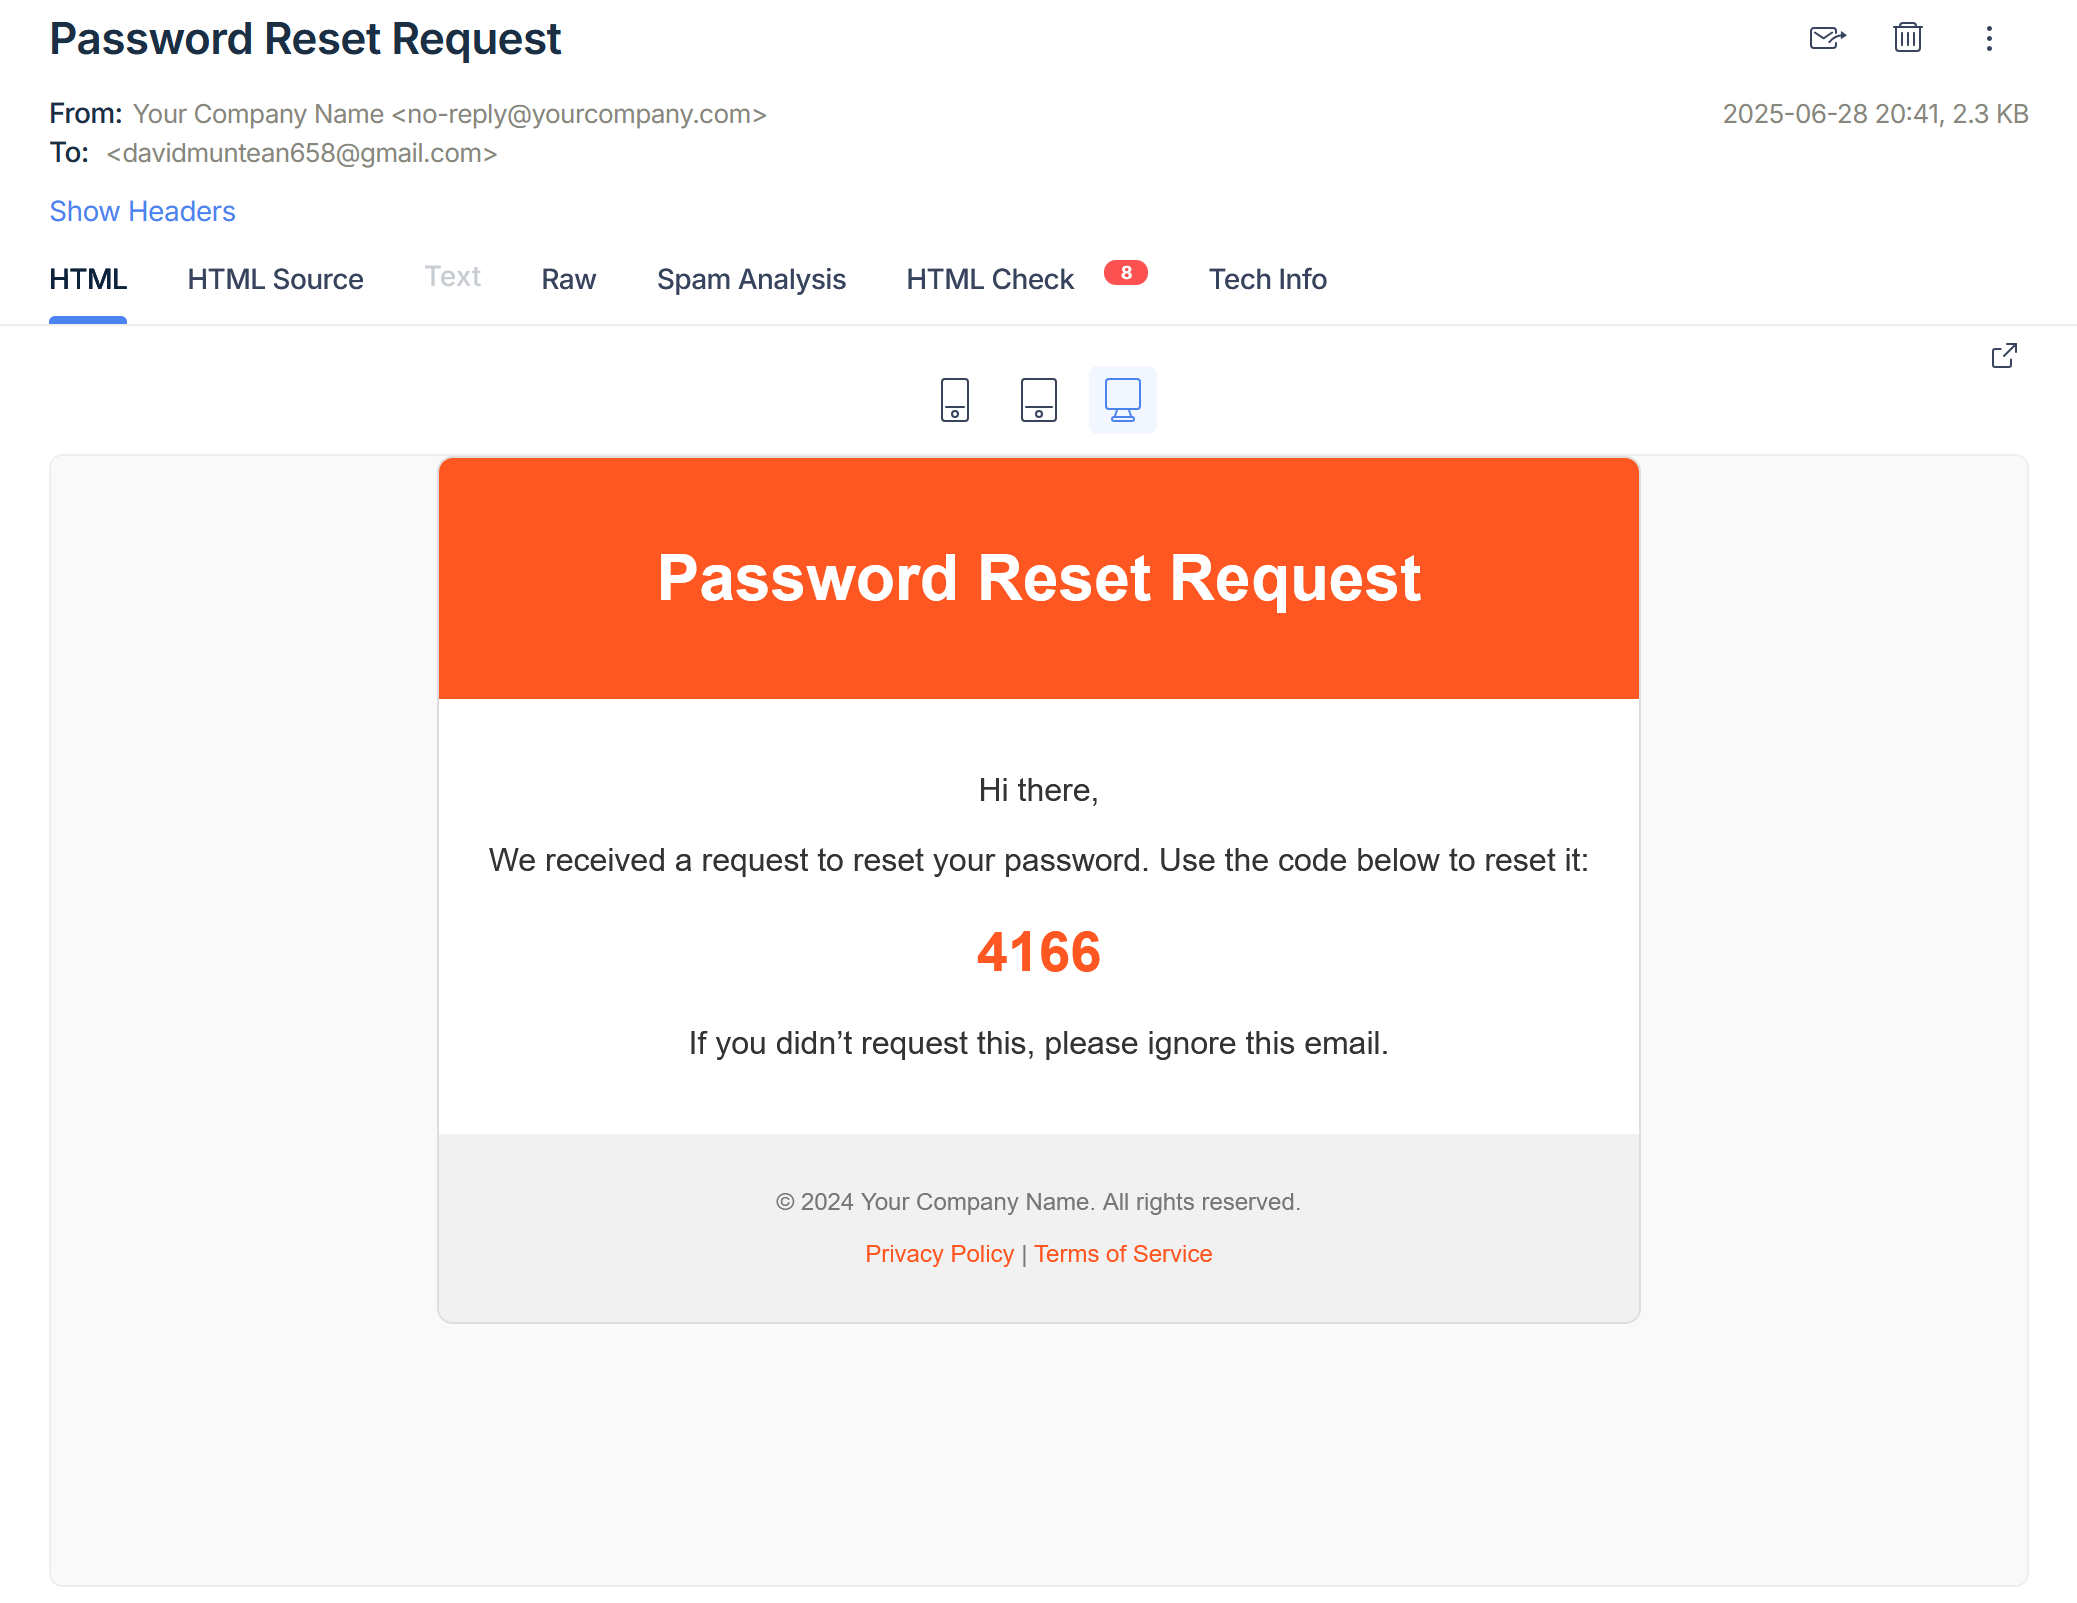 Password Reset Request
From: Your Company Name <no-reply@yourcompany.com>
2025-06-28 20:41, 2.3 KB
To: <davidmuntean658@gmail.com>
Show Headers
HTML HTML Source Text Raw Spam Analysis HTML Check 8 Tech Info
Password Reset Request
Hi there,
We received a request to reset your password. Use the code below to reset it:
4166
If you didn’t request this, please ignore this email.
© 2024 Your Company Name. All rights reserved.
Privacy Policy | Terms of Service